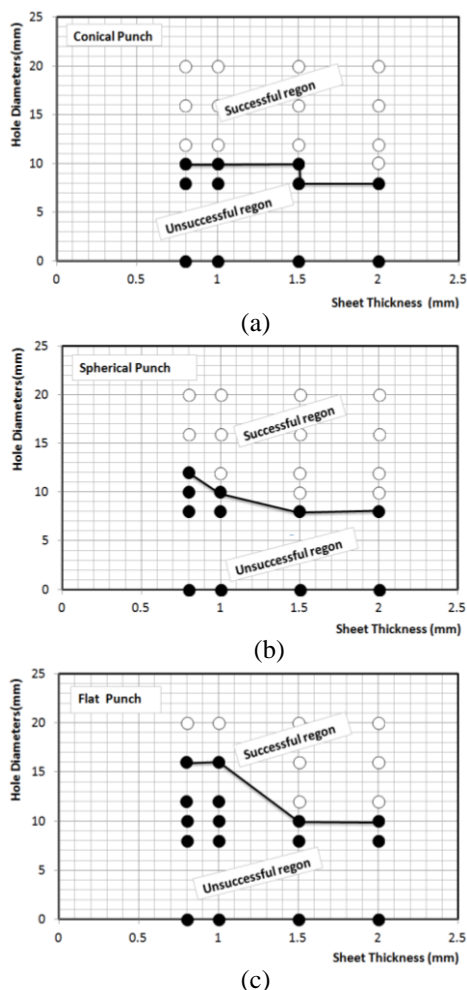 25
Conical Punch
20
Successful regon
15
10
Unsuccessful regon
5
0
0 0.5 1 1.5 2 2.5
Hole Diameters(mm)
Sheet Thickness (mm)
(a)
25
Spherical Punch
20
Successful regon
15
10
5
Unsuccessful regon
0
0 0.5 1 1.5 2 2.5
Hole Diameters(mm)
Sheet Thickness (mm)
(b)
25
Flat Punch
20
Successful regon
15
10
5
Unsuccessful regon
0
0 0.5 1 1.5 2 2.5
Hole Diameters(mm)
Sheet Thickness (mm)
(c)